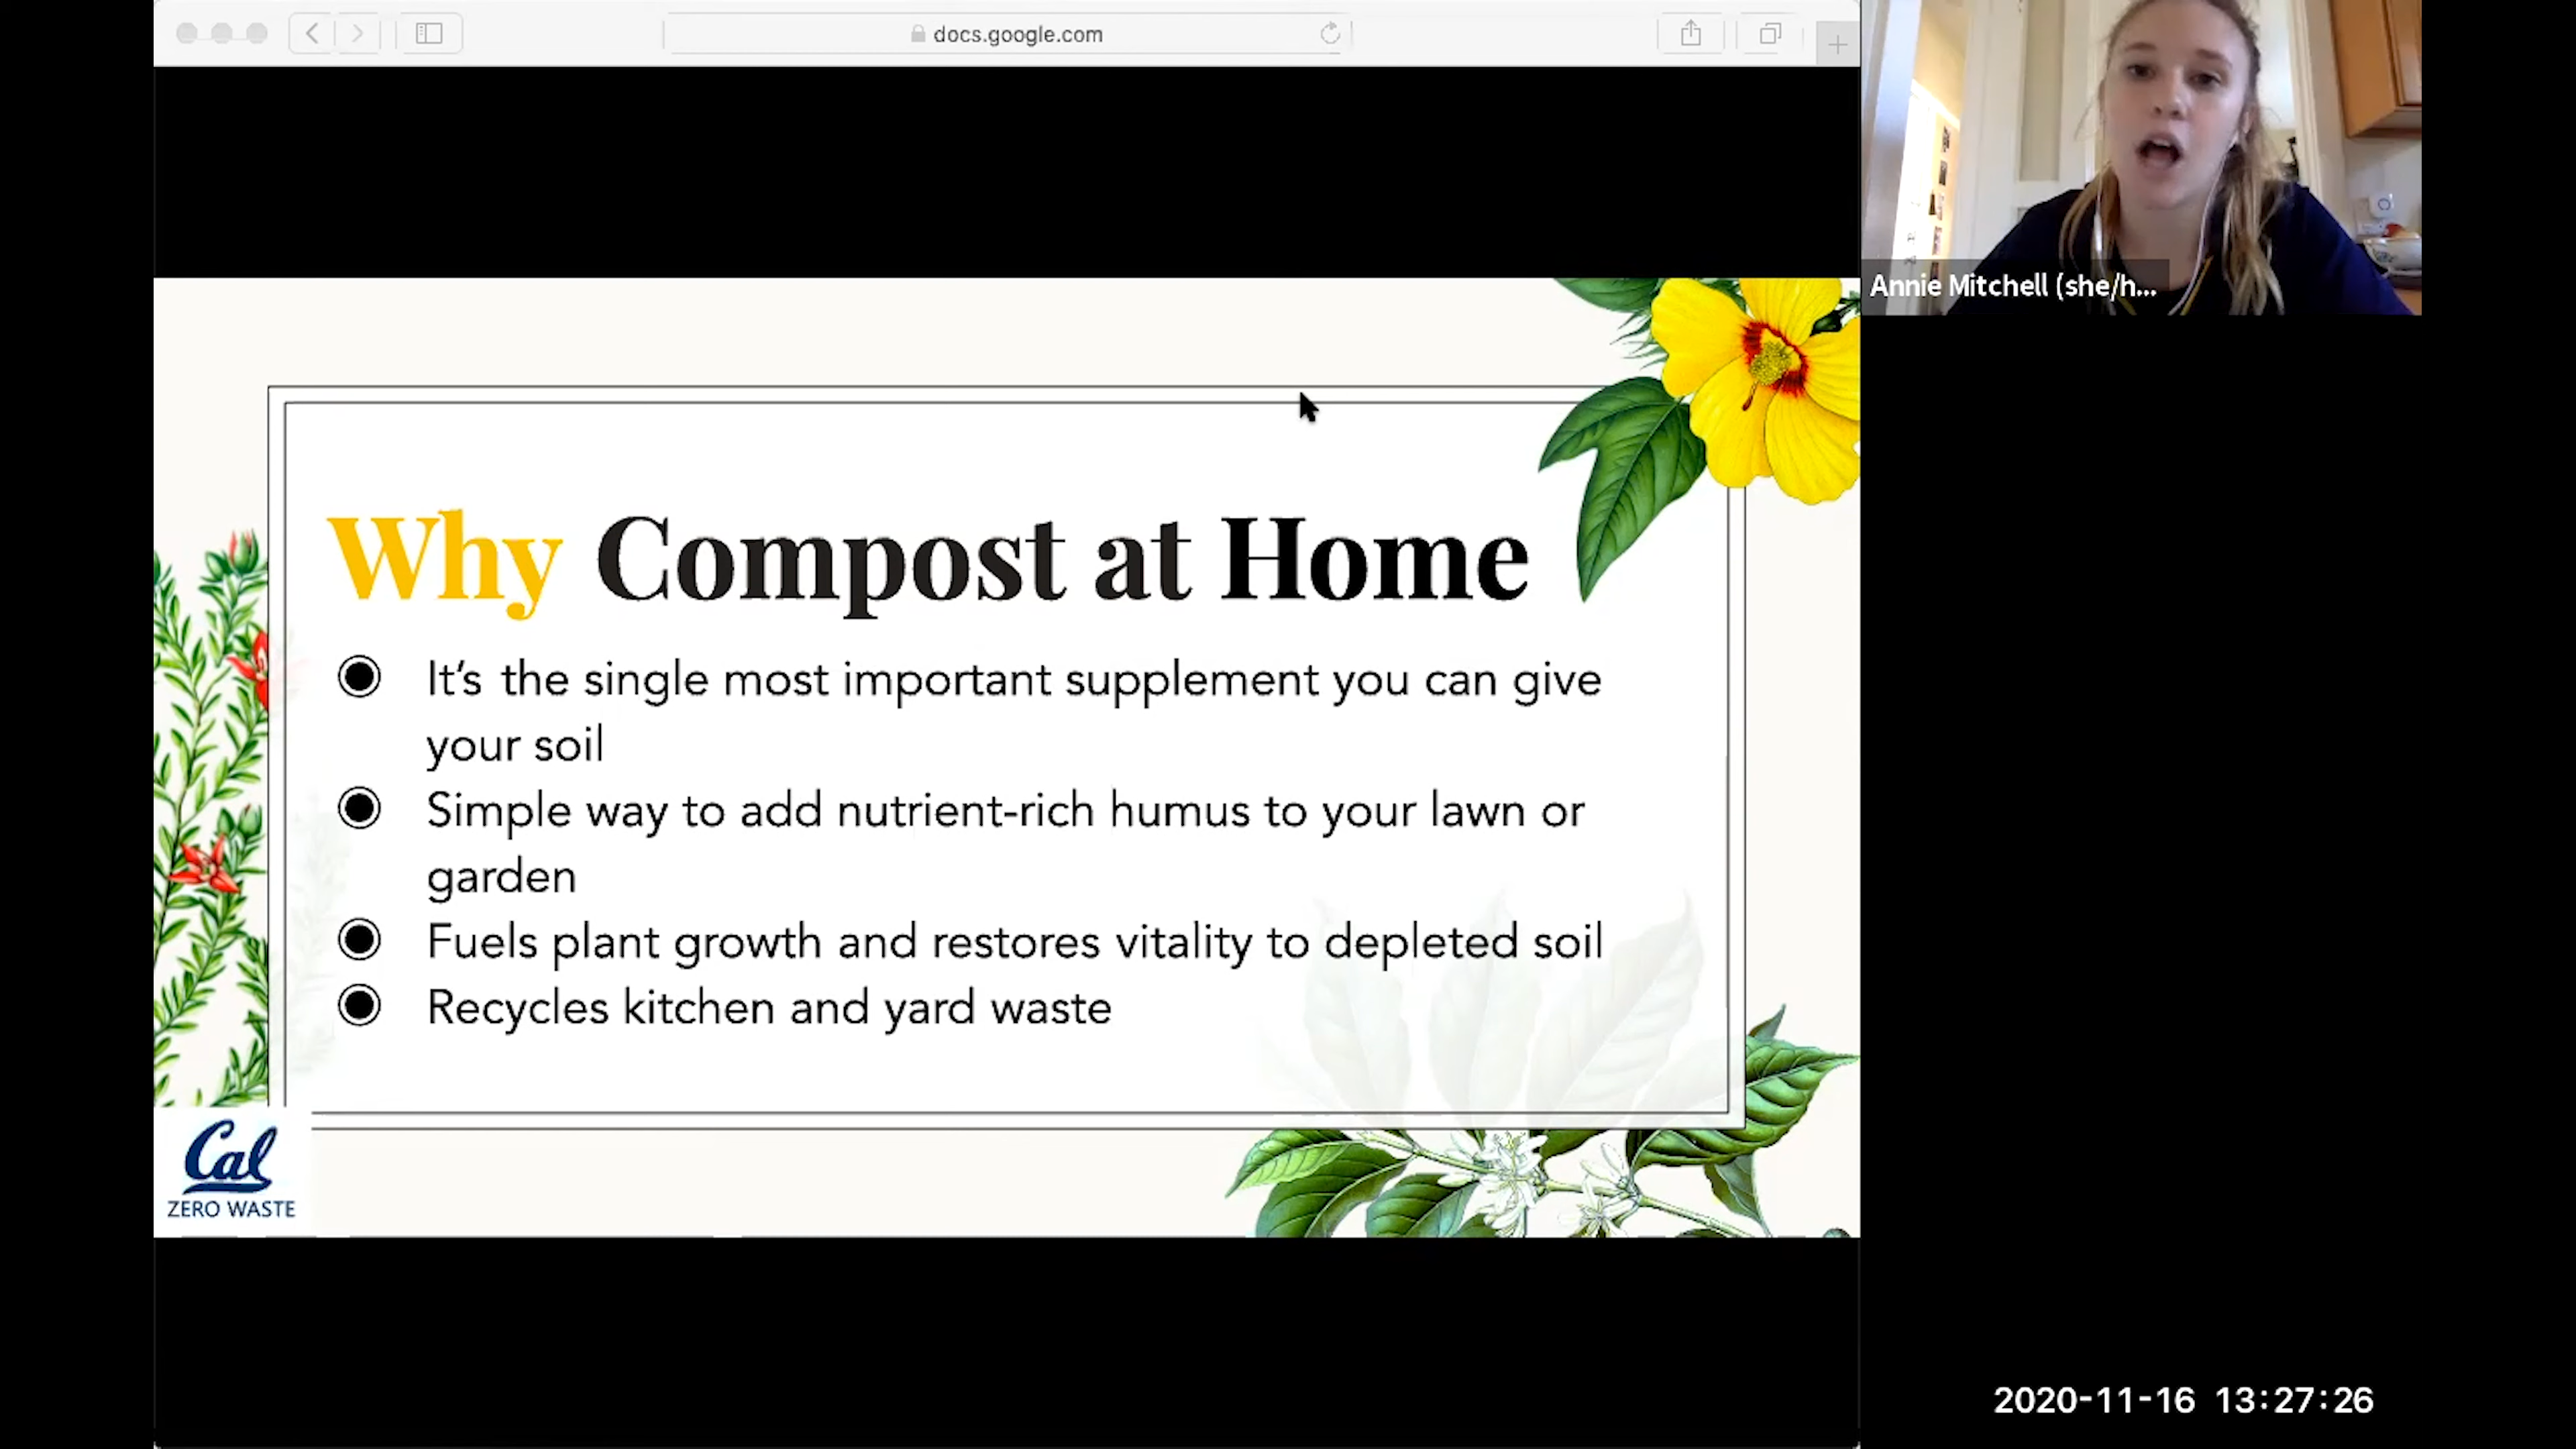 docs.google.com
Annie Mitchell (she/h...
Why Compost at Home
It's the single most important supplement you can give
your soil
Simple way to add nutrient-rich humus to your lawn or
garden
Fuels plant growth and restores vitality to depleted soil
Recycles kitchen and yard waste
Cal
ZERO WASTE
2020-11-16 13:27:26